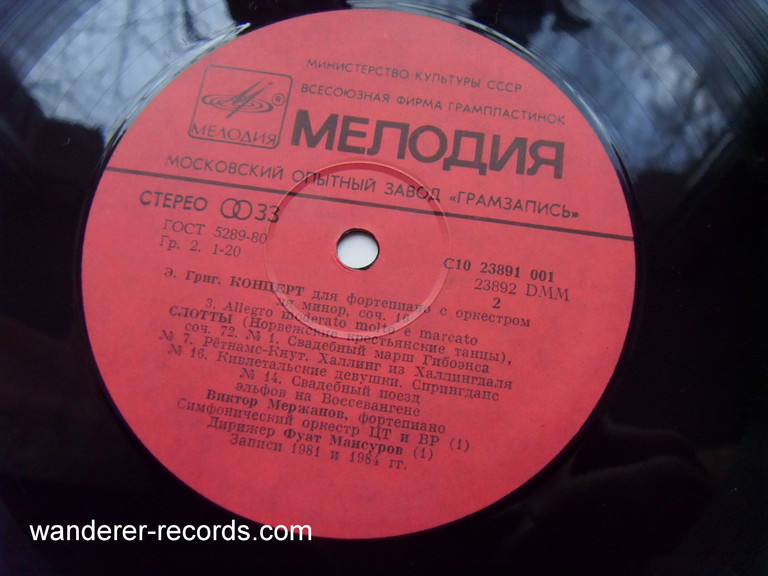 МИНИСТЕРСТВО КУЛЬТУРЫ СССР
ВСЕСОЮЗНАЯ ФИРМА ГРАМПЛАСТИНОК
МЕЛОДИЯ
®
МЕЛОДИЯ
МОСКОВСКИЙ ОПЫТНЫЙ ЗАВОД «ГРАМЗАПИСЬ»
СТЕРЕО 33
ГОСТ 5289-80
Гр. 2. 1-20
С10 23891 001
23892 DMM
2
Э. Григ. КОНЦЕРТ для фортепиано с оркестром
ля минор, соч. 16
3. Allegro moderato molto e marcato
СЛОТТЫ (Норвежские крестьянские танцы),
соч. 72. № 1. Свадебный марш Гибоэнса
№ 7. Рётнамс-Кнут. Халлинг из Халлингдаля
№ 16. Кивлетальские девушки. Спрингданс
№ 14. Свадебный поезд
эльфов на Воссевангене
Виктор Мержанов, фортепиано
Симфонический оркестр ЦТ и ВР (1)
Дирижер Фуат Мансуров (1)
Записи 1981 и 1984 гг.
wanderer-records.com